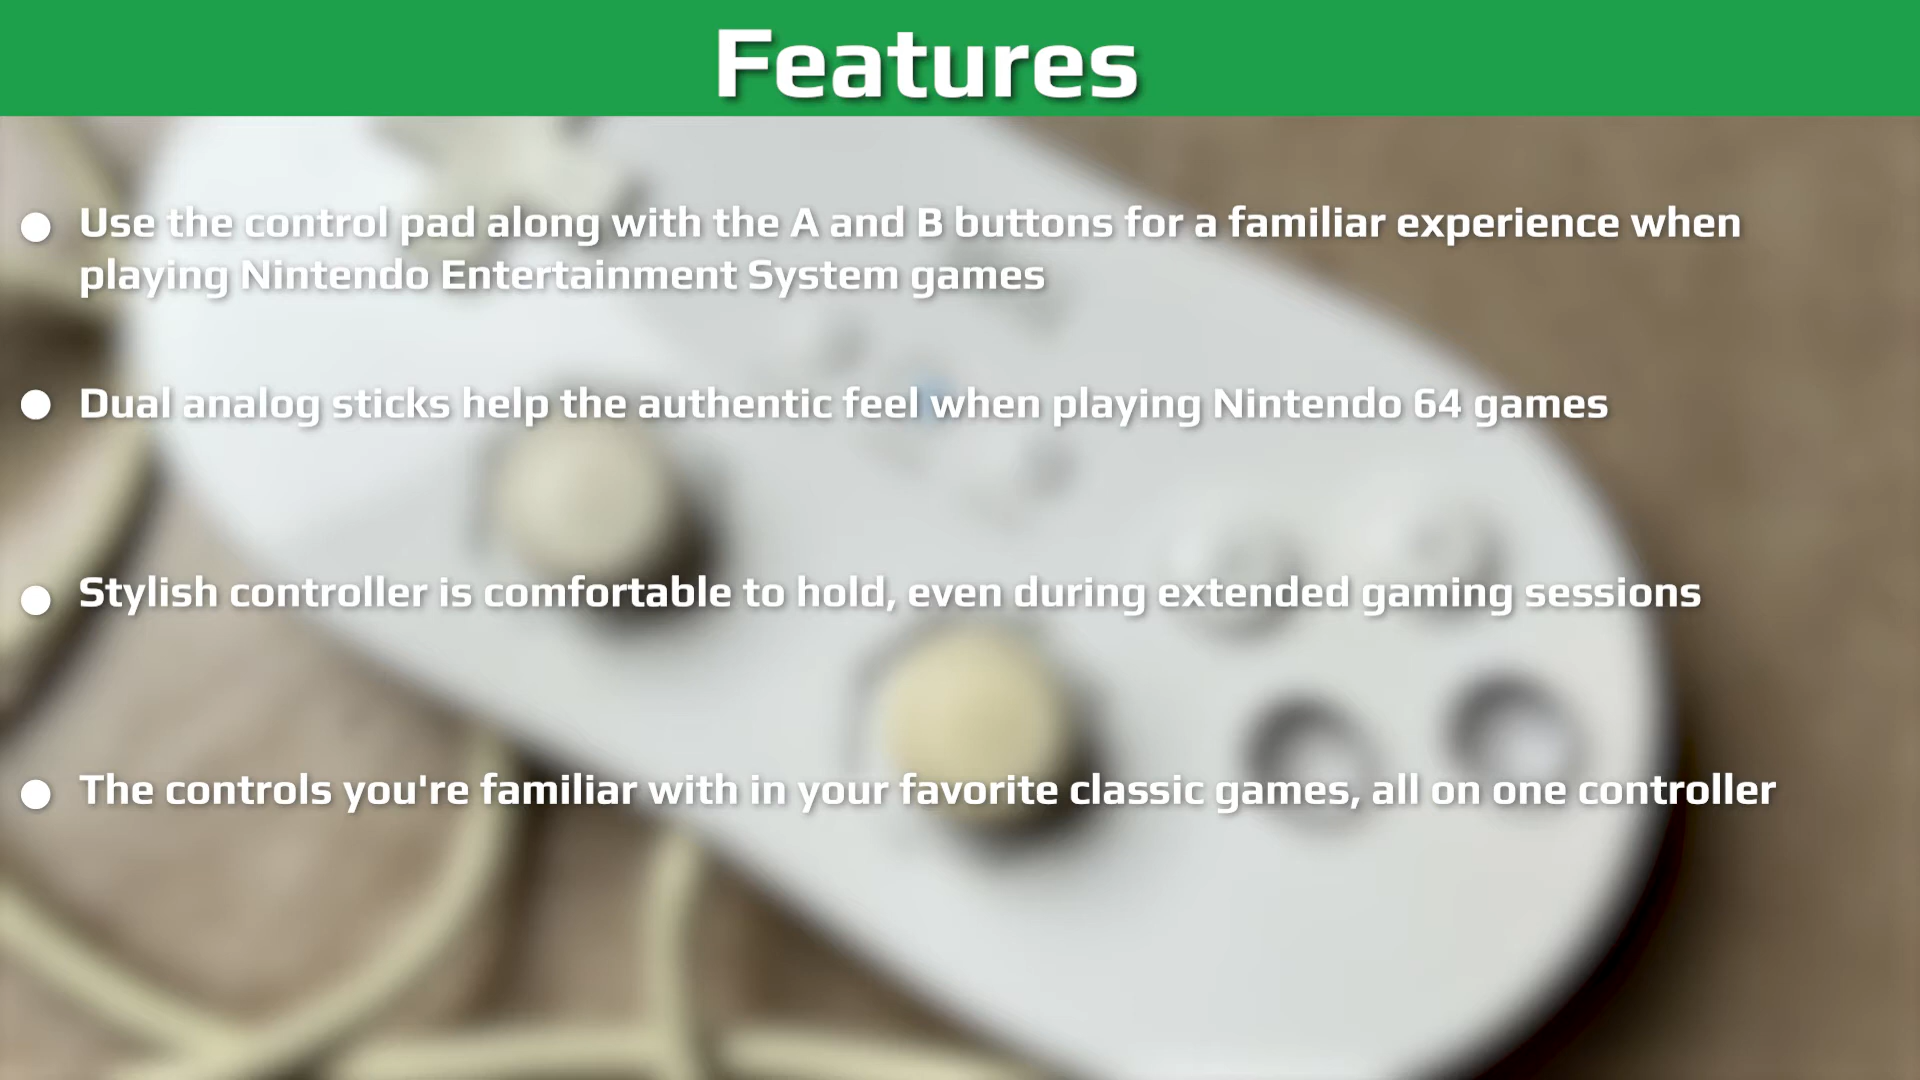 Features
Use the control pad along with the A and B buttons for a familiar experience when
playing Nintendo Entertainment System games
Dual analog sticks help the authentic feel when playing Nintendo 64 games
Stylish controller is comfortable to hold, even during extended gaming sessions
The controls you're familiar with in your favorite classic games, all on one controller